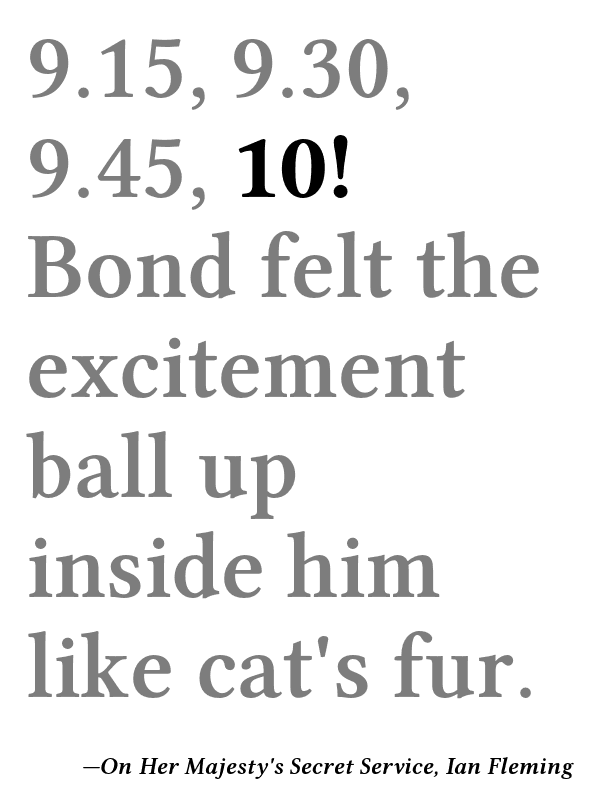 9.15, 9.30,
9.45, 10!
Bond felt the
excitement
ball up
inside him
like cat's fur.
—On Her Majesty's Secret Service, Ian Fleming